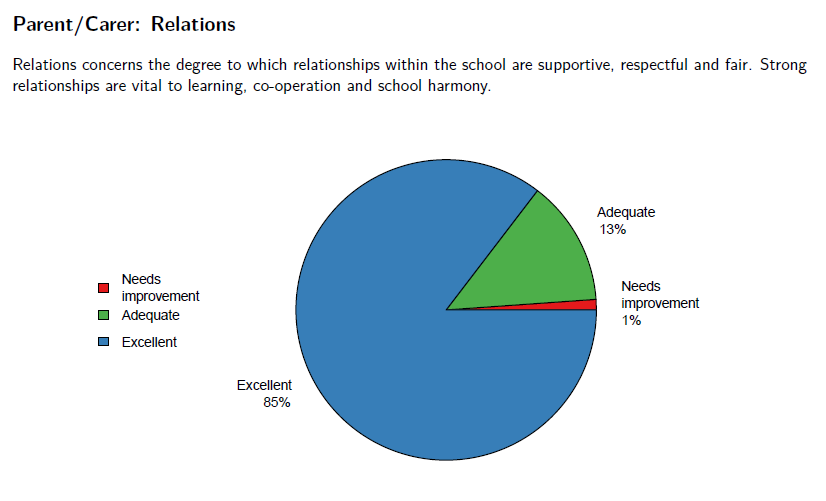 Parent/Carer: Relations
Relations concerns the degree to which relationships within the school are supportive, respectful and fair. Strong
relationships are vital to learning, co-operation and school harmony.
Adequate
13%
Needs
improvement
1%
Needs
improvement
Adequate
Excellent
Excellent
85%